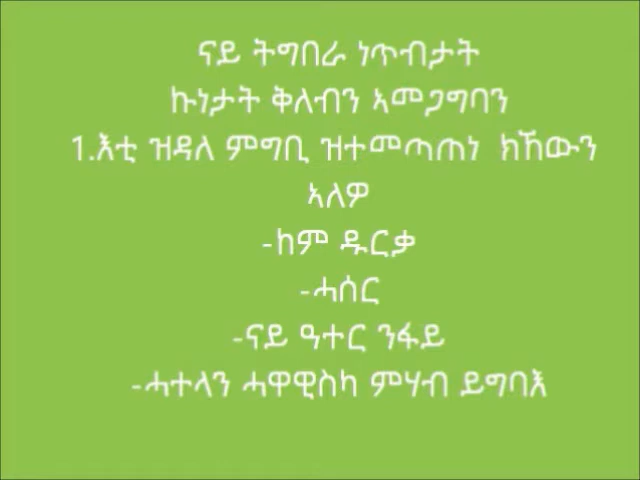 ናይ ትግበራ ነጥብታት
ኩነታት ቅለብን ኣመጋግባን
1.እቲ ዝዳለ ምግቢ ዝተመጣጠነ ክኸውን
ኣለዎ
-ከም ዱርቃ
-ሓሰር
-ናይ ዓተር ንፋይ
-ሓተላን ሓዋዊስካ ምሃብ ይግባእ